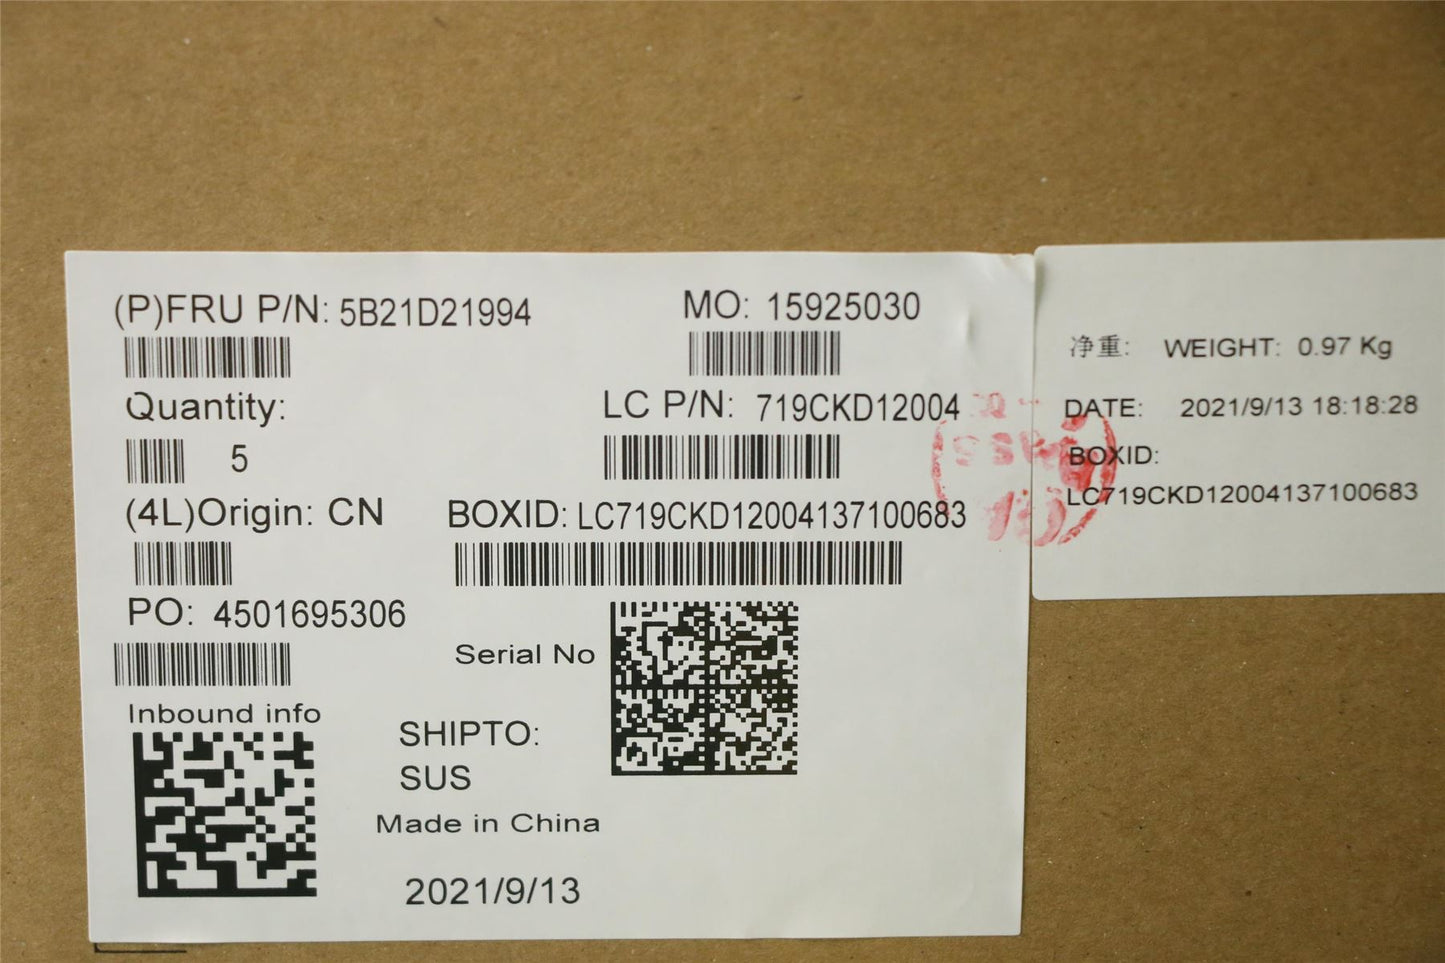 (P)FRU P/N: 5B21D21994
MO: 15925030
Quantity:
5
LC P/N: 719CKD12004
(4L)Origin: CN
BOXID: LC719CKD12004137100683
PO: 4501695306
Serial No
Inbound info
SHIPTO:
SUS
Made in China
2021/9/13
净重: WEIGHT: 0.97 Kg
DATE: 2021/9/13 18:18:28
BOXID:
LC719CKD12004137100683